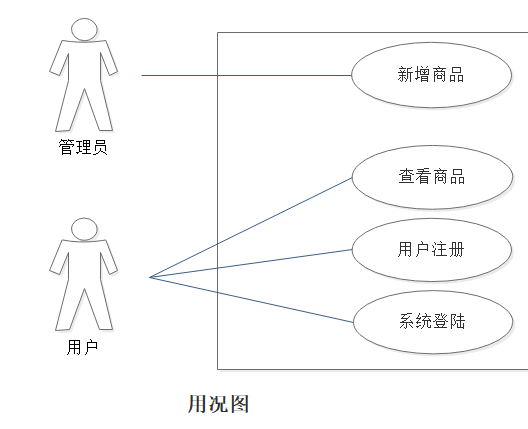 新增商品
管理员
查看商品
用户注册
系统登陆
用户
用况图